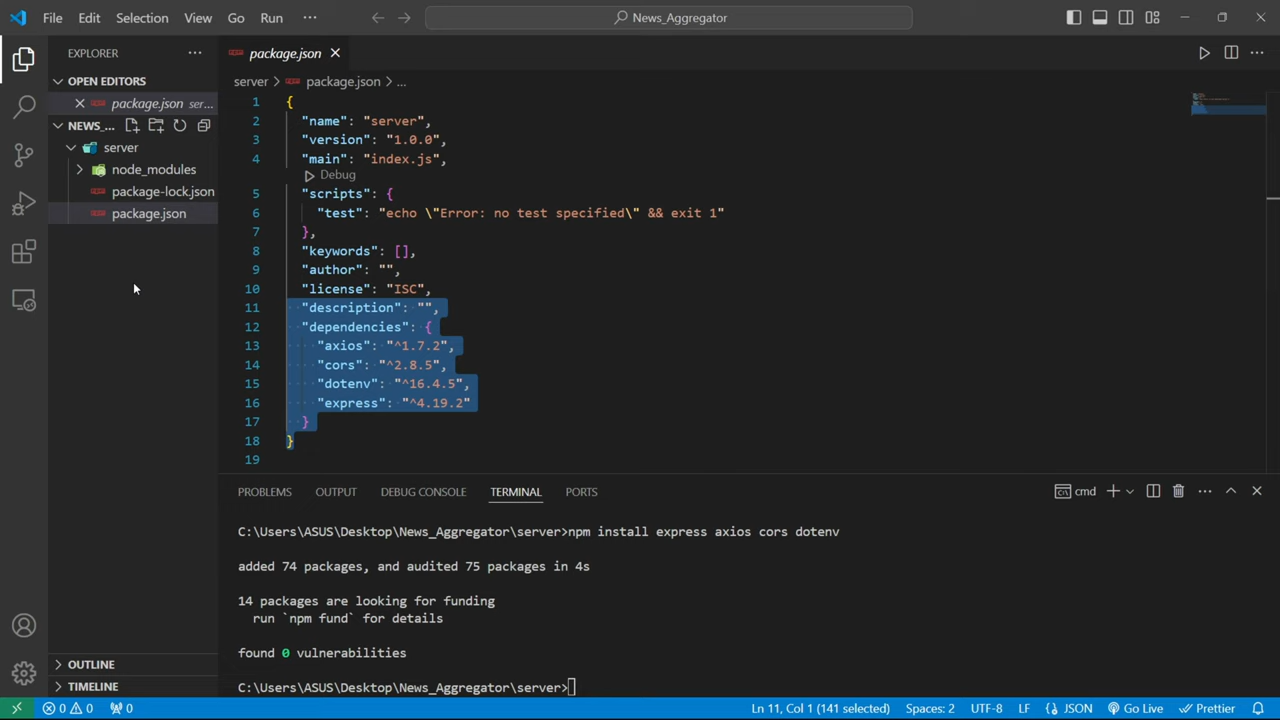 File Edit Selection View Go Run ··· News_Aggregator
EXPLORER ···
package.json
OPEN EDITORS
server > package.json > ...
package.json ser...
NEWS_...
server
node_modules
package-lock.json
package.json
1 {
2 "name": "server",
3 "version": "1.0.0",
4 "main": "index.js",
Debug
5 "scripts": {
6 "test": "echo \"Error: no test specified\" && exit 1"
7 },
8 "keywords": [],
9 "author": "",
10 "license": "ISC",
11 "description": "",
12 "dependencies": {
13 "axios": "^1.7.2",
14 "cors": "^2.8.5",
15 "dotenv": "^16.4.5",
16 "express": "^4.19.2"
17 }
18 }
19
PROBLEMS OUTPUT DEBUG CONSOLE TERMINAL PORTS cmd
C:\Users\ASUS\Desktop\News_Aggregator\server>npm install express axios cors dotenv
added 74 packages, and audited 75 packages in 4s
14 packages are looking for funding
run `npm fund` for details
found 0 vulnerabilities
C:\Users\ASUS\Desktop\News_Aggregator\server>
OUTLINE
TIMELINE
0 0 0 Ln 11, Col 1 (141 selected) Spaces: 2 UTF-8 LF {} JSON Go Live Prettier